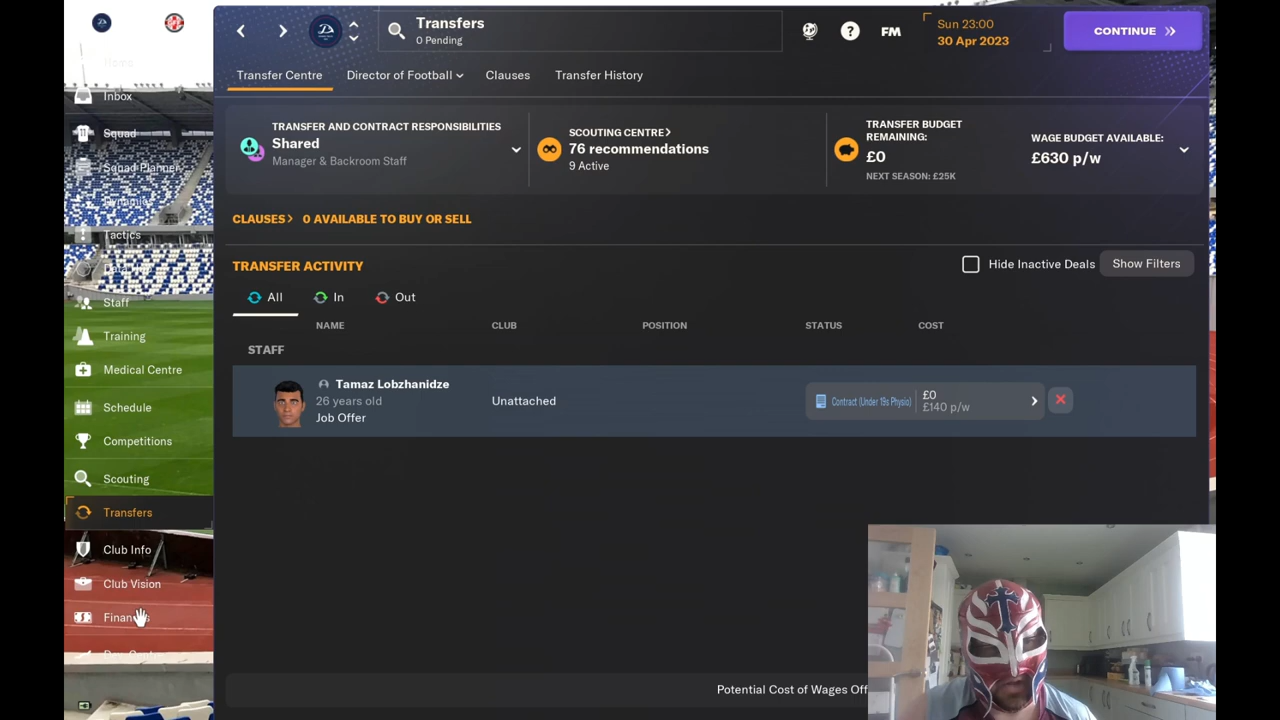 Transfers
0 Pending
FM
Sun 23:00
30 Apr 2023
CONTINUE
Transfer Centre
Director of Football
Clauses
Transfer History
Inbox
Squad
Squad Planner
Dynamics
Tactics
Data Hub
Staff
Training
Medical Centre
Schedule
Competitions
Scouting
Transfers
Club Info
Club Vision
TRANSFER AND CONTRACT RESPONSIBILITIES
Shared
Manager & Backroom Staff
SCOUTING CENTRE
76 recommendations
9 Active
TRANSFER BUDGET
REMAINING:
£0
NEXT SEASON: £25K
WAGE BUDGET AVAILABLE:
£630 p/w
CLAUSES 0 AVAILABLE TO BUY OR SELL
TRANSFER ACTIVITY
Hide Inactive Deals
Show Filters
All
In
Out
NAME
CLUB
POSITION
STATUS
COST
STAFF
Tamaz Lobzhanidze
26 years old
Job Offer
Unattached
Contract (Under 19s Physio)
£0
£140 p/w
Potential Cost of Wages Off